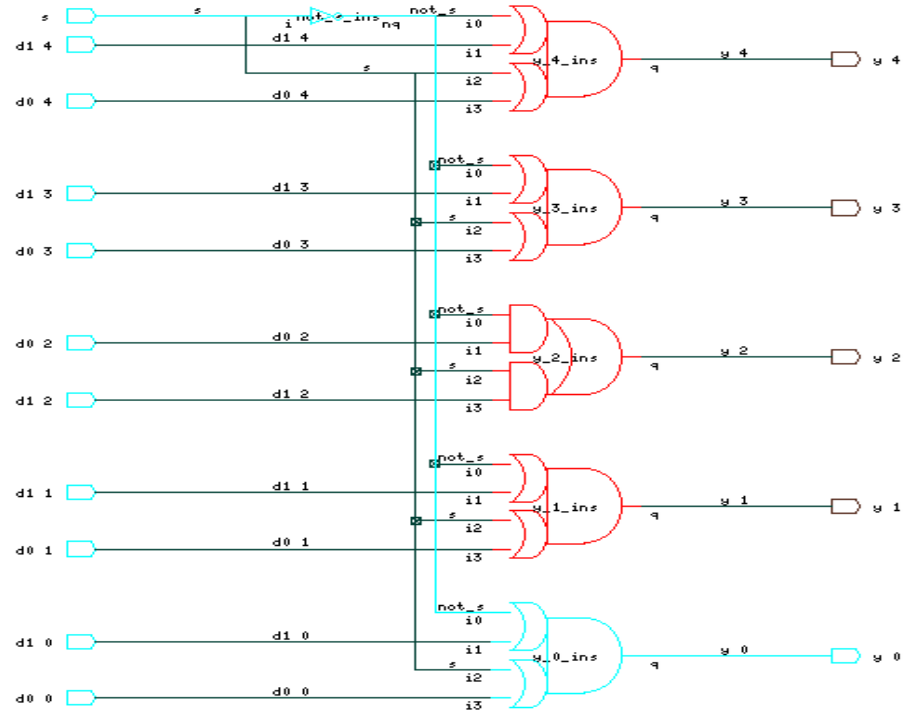 s s i not_s_ins nq not_s i0
d1 4 d1 4 i1 y_4_ins q y 4 y 4
s i2
d0 4 d0 4 i3
not_s i0
d1 3 d1 3 i1 y_3_ins q y 3 y 3
s i2
d0 3 d0 3 i3
not_s i0
d0 2 d0 2 i1 y_2_ins q y 2 y 2
s i2
d1 2 d1 2 i3
not_s i0
d1 1 d1 1 i1 y_1_ins q y 1 y 1
s i2
d0 1 d0 1 i3
not_s i0
d1 0 d1 0 i1 y_0_ins q y 0 y 0
s i2
d0 0 d0 0 i3